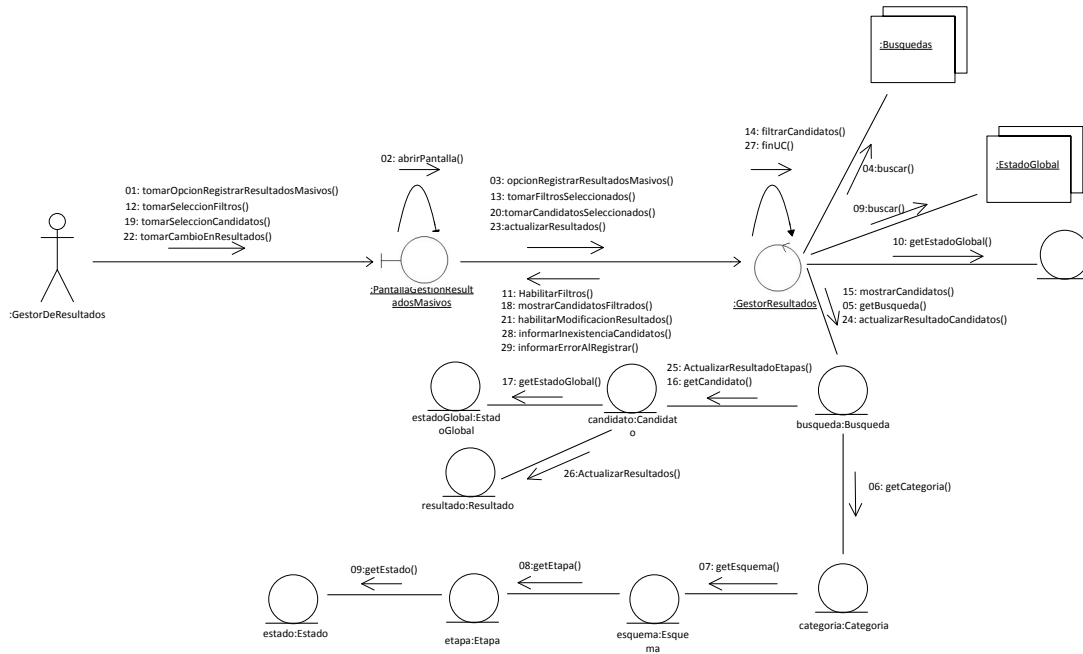 :Busquedas
14: filtrarCandidatos()
27: finUC()
02: abrirPantalla()
:EstadoGlobal
04:buscar()
01: tomarOpcionRegistrarResultadosMasivos()
12: tomarSeleccionFiltros()
19: tomarSeleccionCandidatos()
22: tomarCambioEnResultados()
03: opcionRegistrarResultadosMasivos()
13: tomarFiltrosSeleccionados()
20:tomarCandidatosSeleccionados()
23:actualizarResultados()
09:buscar()
10: getEstadoGlobal()
:GestorDeResultados
:PantallaGestionResul
tadosMasivos
:GestorResultados
11: HabilitarFiltros()
18: mostrarCandidatosFiltrados()
21: habilitarModificacionResultados()
28: informarInexistenciaCandidatos()
29: informarErrorAlRegistrar()
15: mostrarCandidatos()
05: getBusqueda()
24: actualizarResultadoCandidatos()
25: ActualizarResultadoEtapas()
16: getCandidato()
17: getEstadoGlobal()
estadoGlobal:Estad
oGlobal
candidato:Candidat
o
busqueda:Busqueda
26:ActualizarResultados()
resultado:Resultado
06: getCategoria()
09:getEstado()
08:getEtapa()
07: getEsquema()
estado:Estado
etapa:Etapa
esquema:Esque
ma
categoria:Categoria